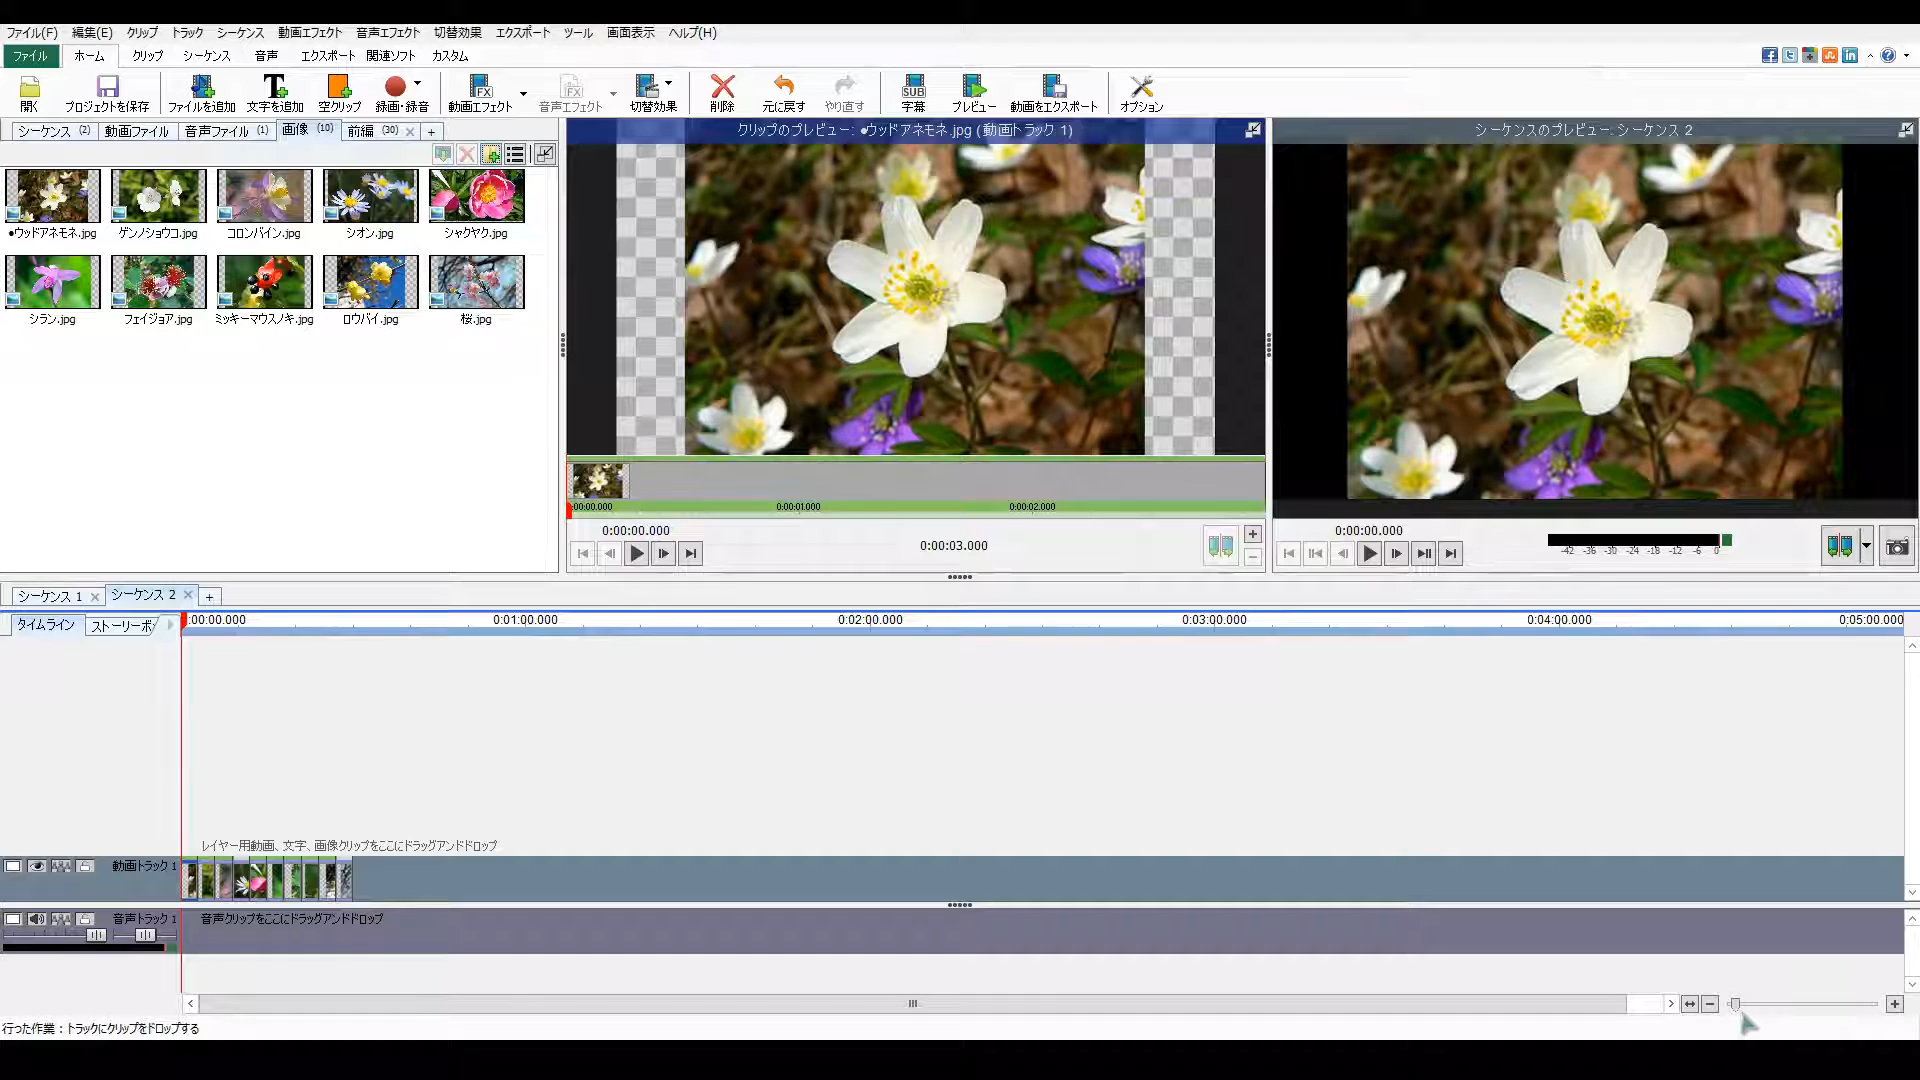 ファイル(F) 編集(E) クリップ トラック シーケンス 動画エフェクト 音声エフェクト 切替効果 エクスポート ツール 画面表示 ヘルプ(H)
ファイル ホーム クリップ シーケンス 音声 エクスポート 関連ソフト カスタム
開く プロジェクトを保存 ファイルを追加 文字を追加 空クリップ 録画・録音 動画エフェクト 音声エフェクト 切替効果 削除 元に戻す やり直す 字幕 プレビュー 動画をエクスポート オプション
シーケンス (2) 動画ファイル 音声ファイル (1) 画像 (10) 前編 (30)
クリップのプレビュー: ●ウッドアネモネ.jpg (動画トラック 1)
シーケンスのプレビュー: シーケンス 2
●ウッドアネモネ.jpg ゲンノショウコ.jpg コロンバイン.jpg シオン.jpg シャクヤク.jpg
シラン.jpg フェイジョア.jpg ミッキーマウスノキ.jpg ロウバイ.jpg 桜.jpg
:00:00.000 0:00:01.000 0:00:02.000
0:00:00.000
0:00:03.000
0:00:00.000
-42 -36 -30 -24 -18 -12 -6 0
シーケンス 1 シーケンス 2
タイムライン ストーリーボ
:00:00.000 0:01:00.000 0:02:00.000 0:03:00.000 0:04:00.000 0:05:00.000
レイヤー用動画、文字、画像クリップをここにドラッグアンドドロップ
動画トラック 1
音声トラック 1 音声クリップをここにドラッグアンドドロップ
行った作業：トラックにクリップをドロップする